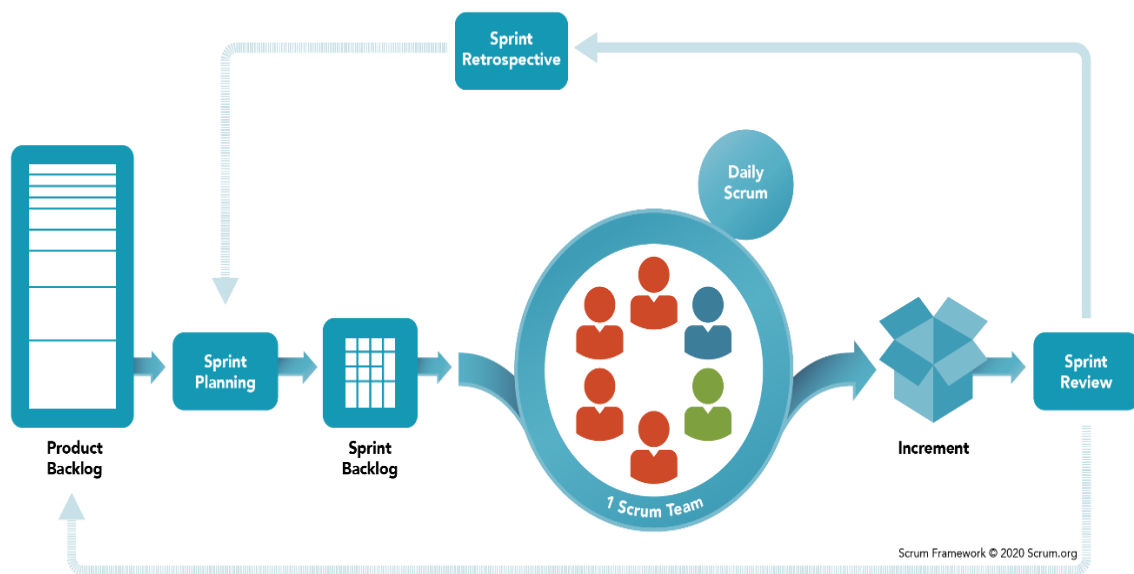 Sprint
Retrospective
Daily
Scrum
Sprint
Planning
Sprint
Review
Product
Backlog
Sprint
Backlog
Increment
1 Scrum Team
Scrum Framework © 2020 Scrum.org